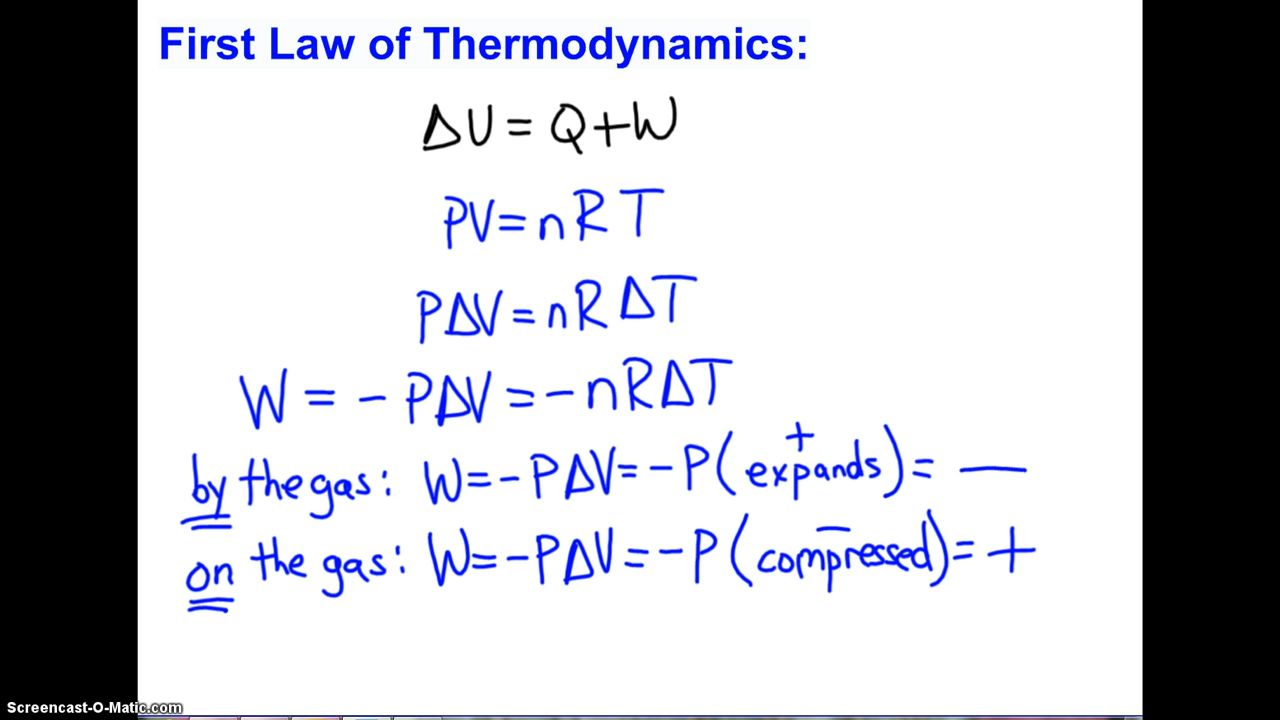 First Law of Thermodynamics:
ΔU = Q+W
PV = nRT
PΔV = nRΔT
W = - PΔV = - nRΔT
by the gas: W = - PΔV = - P( expands ) = —
+
on the gas: W = - PΔV = - P( compressed ) = +
—
Screencast-O-Matic.com